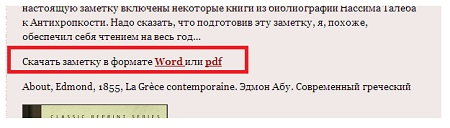 настоящую заметку включены некоторые книги из библиографии Нассима Талеба
к Антихрупкости. Надо сказать, что подготовив эту заметку, я, похоже,
обеспечил себя чтением на весь год...
Скачать заметку в формате Word или pdf
About, Edmond, 1855, La Grèce contemporaine. Эдмон Абу. Современный греческий
CLASSIC REPRINT SERIES